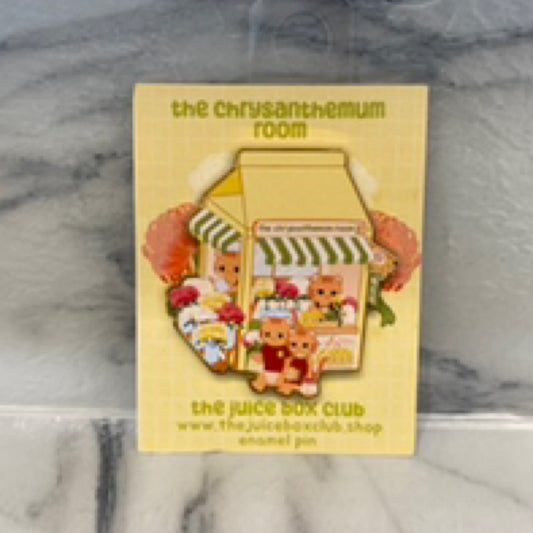 the chrysanthemum
room
the chrysanthemum room
the juice box club
www.thejuiceboxclub.shop
enamel pin